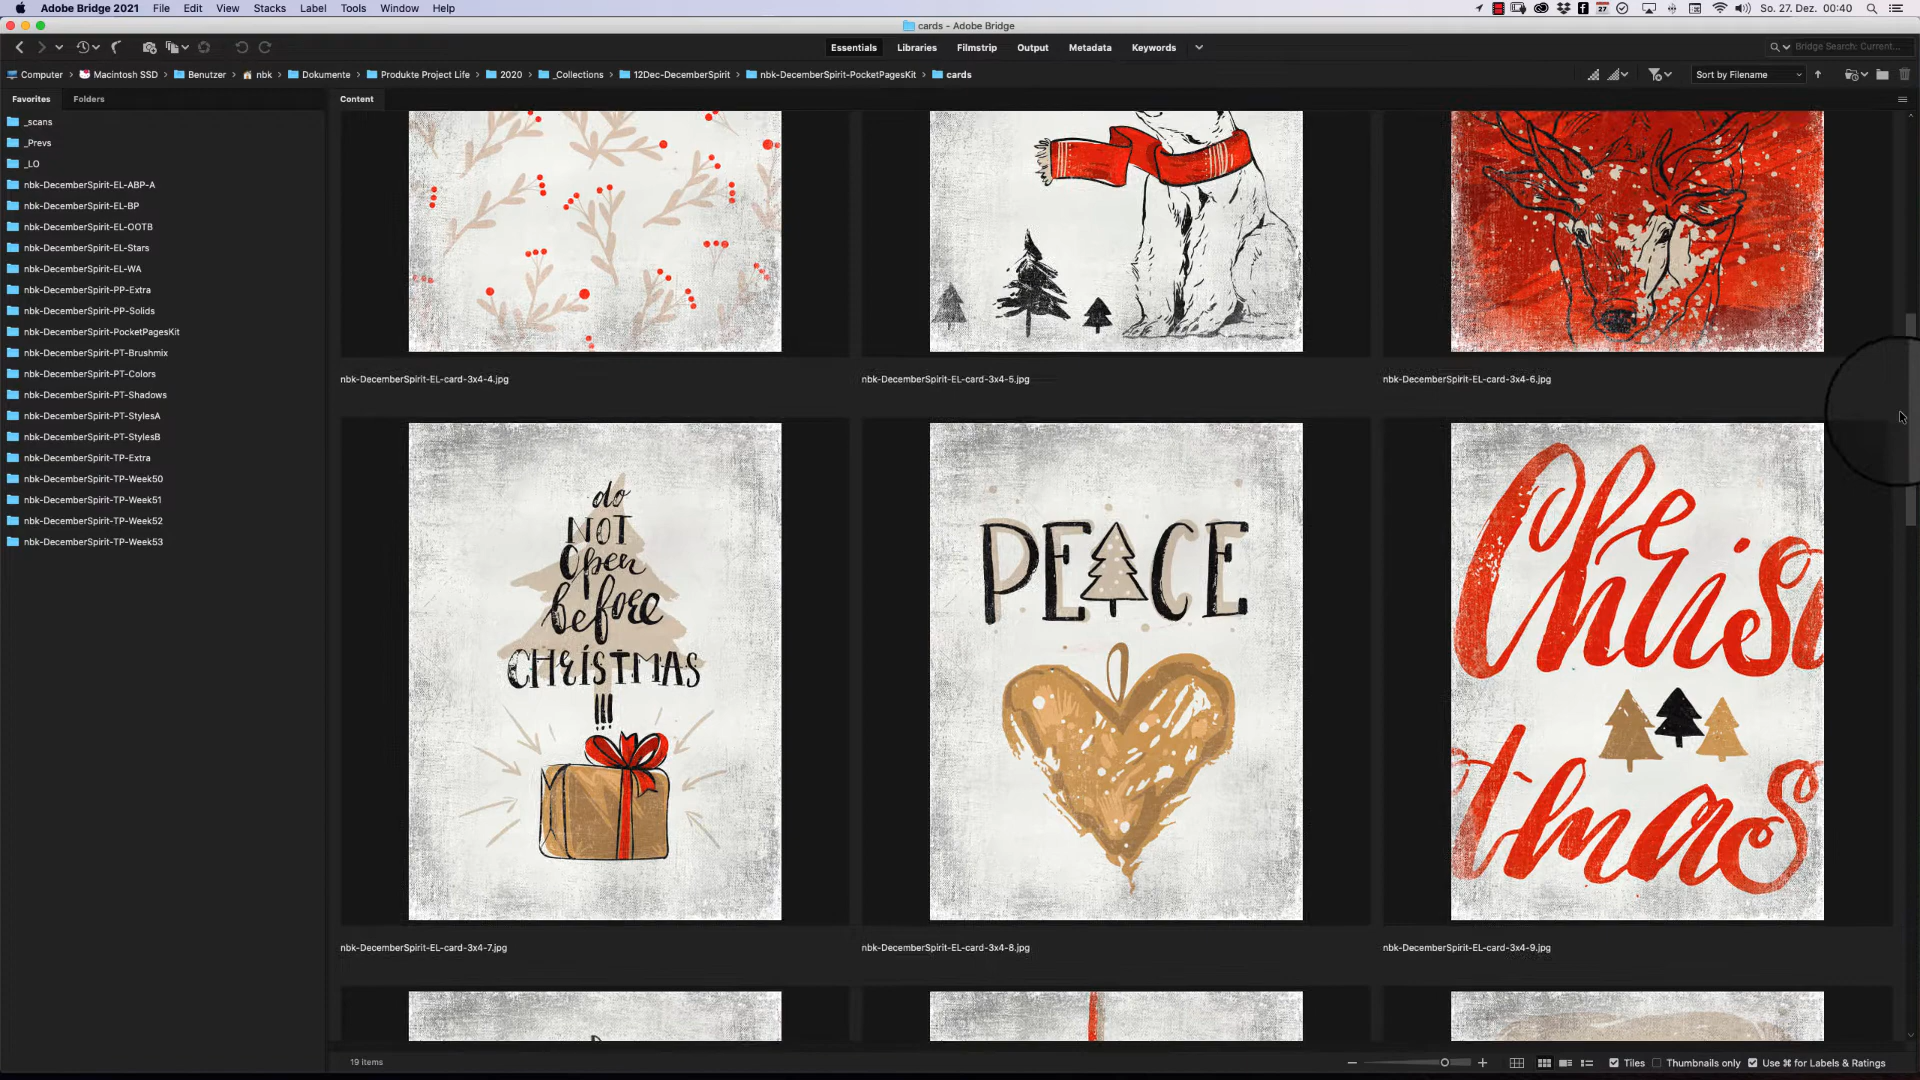 Adobe Bridge 2021 File Edit View Stacks Label Tools Window Help 27 So. 27. Dez. 00:40
cards – Adobe Bridge
Essentials Libraries Filmstrip Output Metadata Keywords Bridge Search: Current...
Computer Macintosh SSD Benutzer nbk Dokumente Produkte Project Life 2020 _Collections 12Dec-DecemberSpirit nbk-DecemberSpirit-PocketPagesKit cards Sort by Filename
Favorites Folders Content
_scans
_Prevs
_LO
nbk-DecemberSpirit-EL-ABP-A
nbk-DecemberSpirit-EL-BP
nbk-DecemberSpirit-EL-OOTB
nbk-DecemberSpirit-EL-Stars
nbk-DecemberSpirit-EL-WA
nbk-DecemberSpirit-PP-Extra
nbk-DecemberSpirit-PP-Solids
nbk-DecemberSpirit-PocketPagesKit
nbk-DecemberSpirit-PT-Brushmix
nbk-DecemberSpirit-PT-Colors
nbk-DecemberSpirit-PT-Shadows
nbk-DecemberSpirit-PT-StylesA
nbk-DecemberSpirit-PT-StylesB
nbk-DecemberSpirit-TP-Extra
nbk-DecemberSpirit-TP-Week50
nbk-DecemberSpirit-TP-Week51
nbk-DecemberSpirit-TP-Week52
nbk-DecemberSpirit-TP-Week53
nbk-DecemberSpirit-EL-card-3x4-4.jpg
nbk-DecemberSpirit-EL-card-3x4-5.jpg
nbk-DecemberSpirit-EL-card-3x4-6.jpg
do
NOT
Open
before
CHRISTMAS
!!!
nbk-DecemberSpirit-EL-card-3x4-7.jpg
PEACE
nbk-DecemberSpirit-EL-card-3x4-8.jpg
Chris
tmas
nbk-DecemberSpirit-EL-card-3x4-9.jpg
19 items
Tiles Thumbnails only Use ⌘ for Labels & Ratings